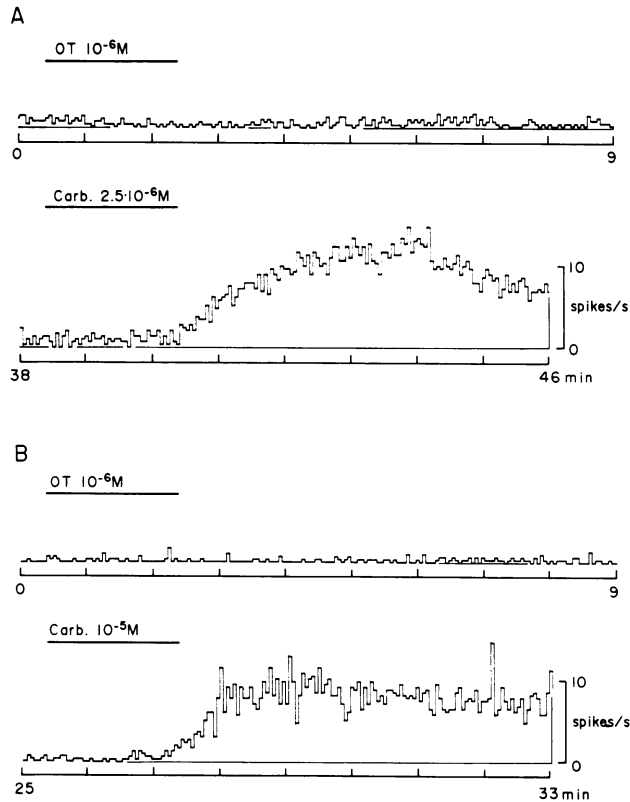 A
OT 10⁻⁶M
0 9
Carb. 2.5·10⁻⁶M
10
spikes/s
0
38 46 min
B
OT 10⁻⁶M
0 9
Carb. 10⁻⁵M
10
spikes/s
0
25 33 min